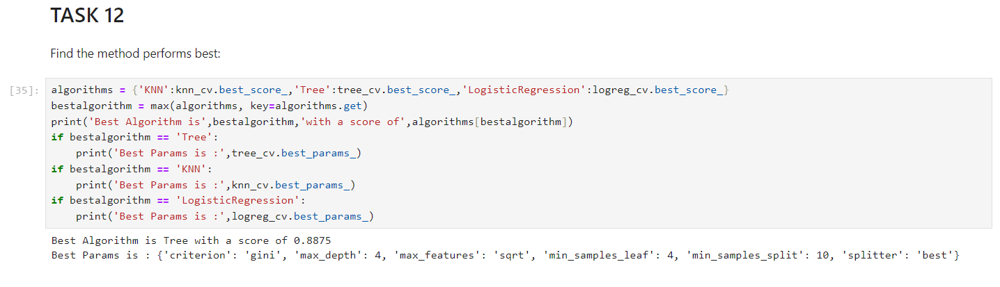 TASK 12
Find the method performs best:
[35]:
algorithms = {'KNN':knn_cv.best_score_,'Tree':tree_cv.best_score_,'LogisticRegression':logreg_cv.best_score_}
bestalgorithm = max(algorithms, key=algorithms.get)
print('Best Algorithm is',bestalgorithm,'with a score of',algorithms[bestalgorithm])
if bestalgorithm == 'Tree':
    print('Best Params is :',tree_cv.best_params_)
if bestalgorithm == 'KNN':
    print('Best Params is :',knn_cv.best_params_)
if bestalgorithm == 'LogisticRegression':
    print('Best Params is :',logreg_cv.best_params_)
Best Algorithm is Tree with a score of 0.8875
Best Params is : {'criterion': 'gini', 'max_depth': 4, 'max_features': 'sqrt', 'min_samples_leaf': 4, 'min_samples_split': 10, 'splitter': 'best'}